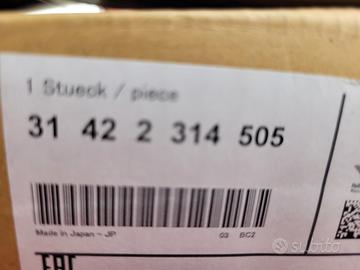 1 Stueck / piece
31 42 2 314 505
Made in Japan - JP
03 BC2
EAC
subito